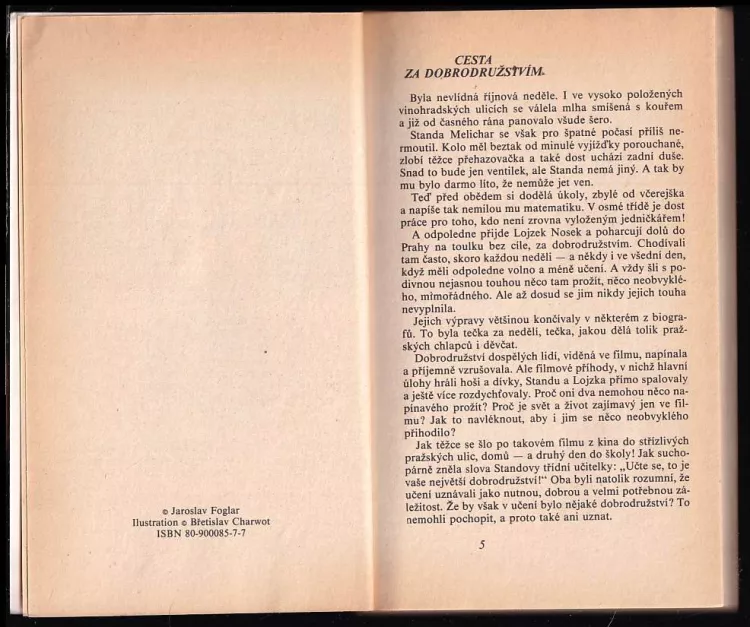 © Jaroslav Foglar
Ilustration © Břetislav Charwot
ISBN 80-900085-7-7
CESTA
ZA DOBRODRUŽSTVÍM
Byla nevlídná říjnová neděle. I ve vysoko položených
vinohradských ulicích se válela mlha smíšená s kouřem
a již od časného rána panovalo všude šero.
Standa Melichar se však pro špatné počasí příliš ne-
rmoutil. Kolo měl beztak od minulé vyjížďky porouchané,
zlobí těžce přehazovačka a také dost uchází zadní duše.
Snad to bude jen ventilek, ale Standa nemá jiný. A tak by
mu bylo darmo líto, že nemůže jet ven.
Teď před obědem si dodělá úkoly, zbylé od včerejška
a napíše tak nemilou mu matematiku. V osmé třídě je dost
práce pro toho, kdo není zrovna vyloženým jedničkářem!
A odpoledne přijde Lojzek Nosek a poharcují dolů do
Prahy na toulku bez cíle, za dobrodružstvím. Chodívali
tam často, skoro každou neděli — a někdy i ve všední den,
když měli odpoledne volno a méně učení. A vždy šli s po-
divnou nejasnou touhou něco tam prožít, něco neobvyklé-
ho, mimořádného. Ale až dosud se jim nikdy jejich touha
nevyplnila.
Jejich výpravy většinou končívaly v některém z biogra-
fů. To byla tečka za nedělí, tečka, jakou dělá tolik praž-
ských chlapců i děvčat.
Dobrodružství dospělých lidí, viděná ve filmu, napínala
a příjemně vzrušovala. Ale filmové příhody, v nichž hlavní
úlohy hráli hoši a dívky, Standu a Lojzka přímo spalovaly
a ještě více rozdychťovaly. Proč oni dva nemohou něco na-
pínavého prožít? Proč je svět a život zajímavý jen ve fil-
mu? Jak to navléknout, aby i jim se něco neobvyklého
přihodilo?
Jak těžce se šlo po takovém filmu z kina do střízlivých
pražských ulic, domů — a druhý den do školy! Jak sucho-
párně zněla slova Standovy třídní učitelky: „Učte se, to je
vaše největší dobrodružství!“ Oba byli natolik rozumní, že
učení uznávali jako nutnou, dobrou a velmi potřebnou zá-
ležitost. Že by však v učení bylo nějaké dobrodružství? To
nemohli pochopit, a proto také ani uznat.
5